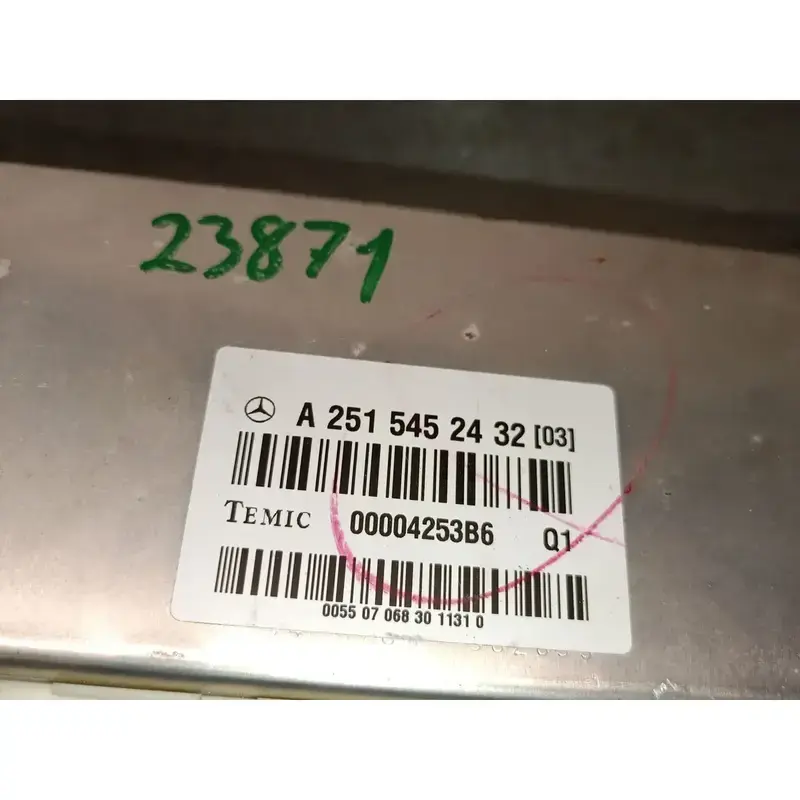 23871
A 251 545 24 32 [03]
TEMIC 00004253B6 Q1
0055 07 068 30 1131 0